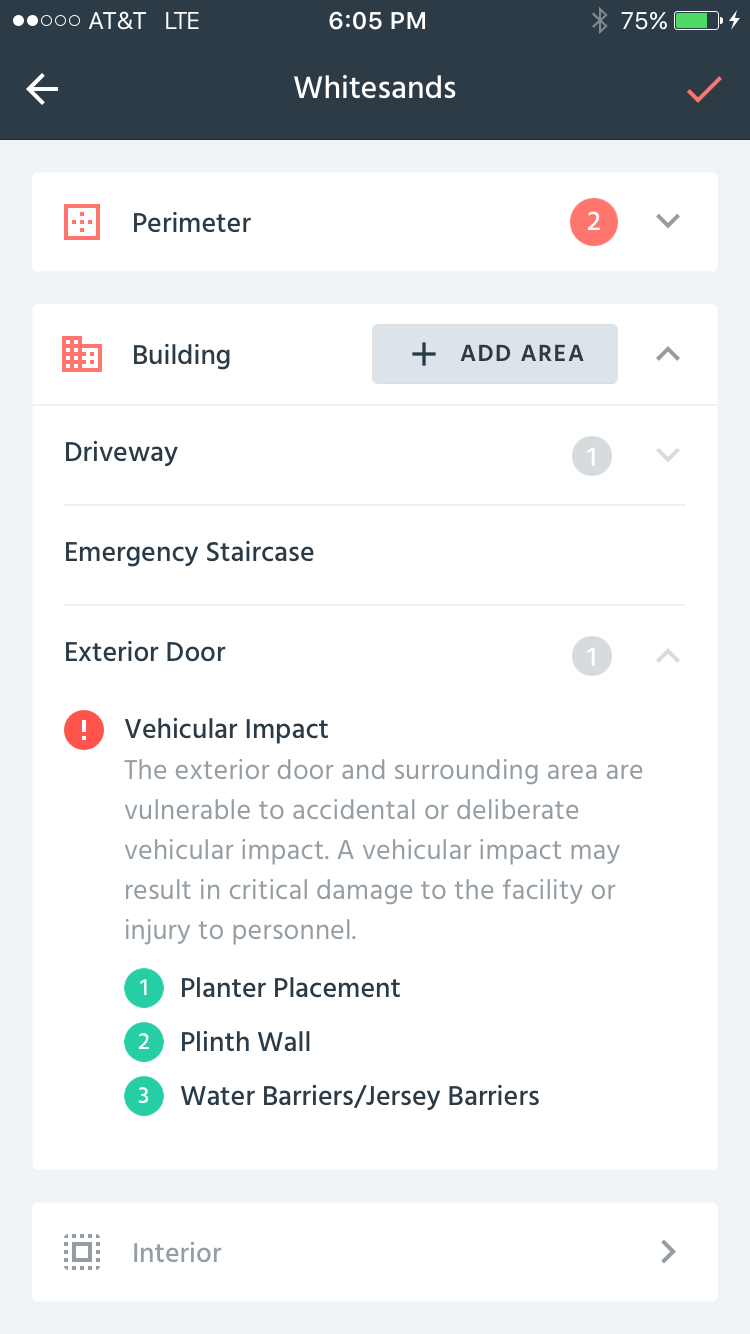 AT&T LTE 6:05 PM 75%
Whitesands
Perimeter 2
Building + ADD AREA
Driveway 1
Emergency Staircase
Exterior Door 1
! Vehicular Impact
The exterior door and surrounding area are
vulnerable to accidental or deliberate
vehicular impact. A vehicular impact may
result in critical damage to the facility or
injury to personnel.
1 Planter Placement
2 Plinth Wall
3 Water Barriers/Jersey Barriers
Interior